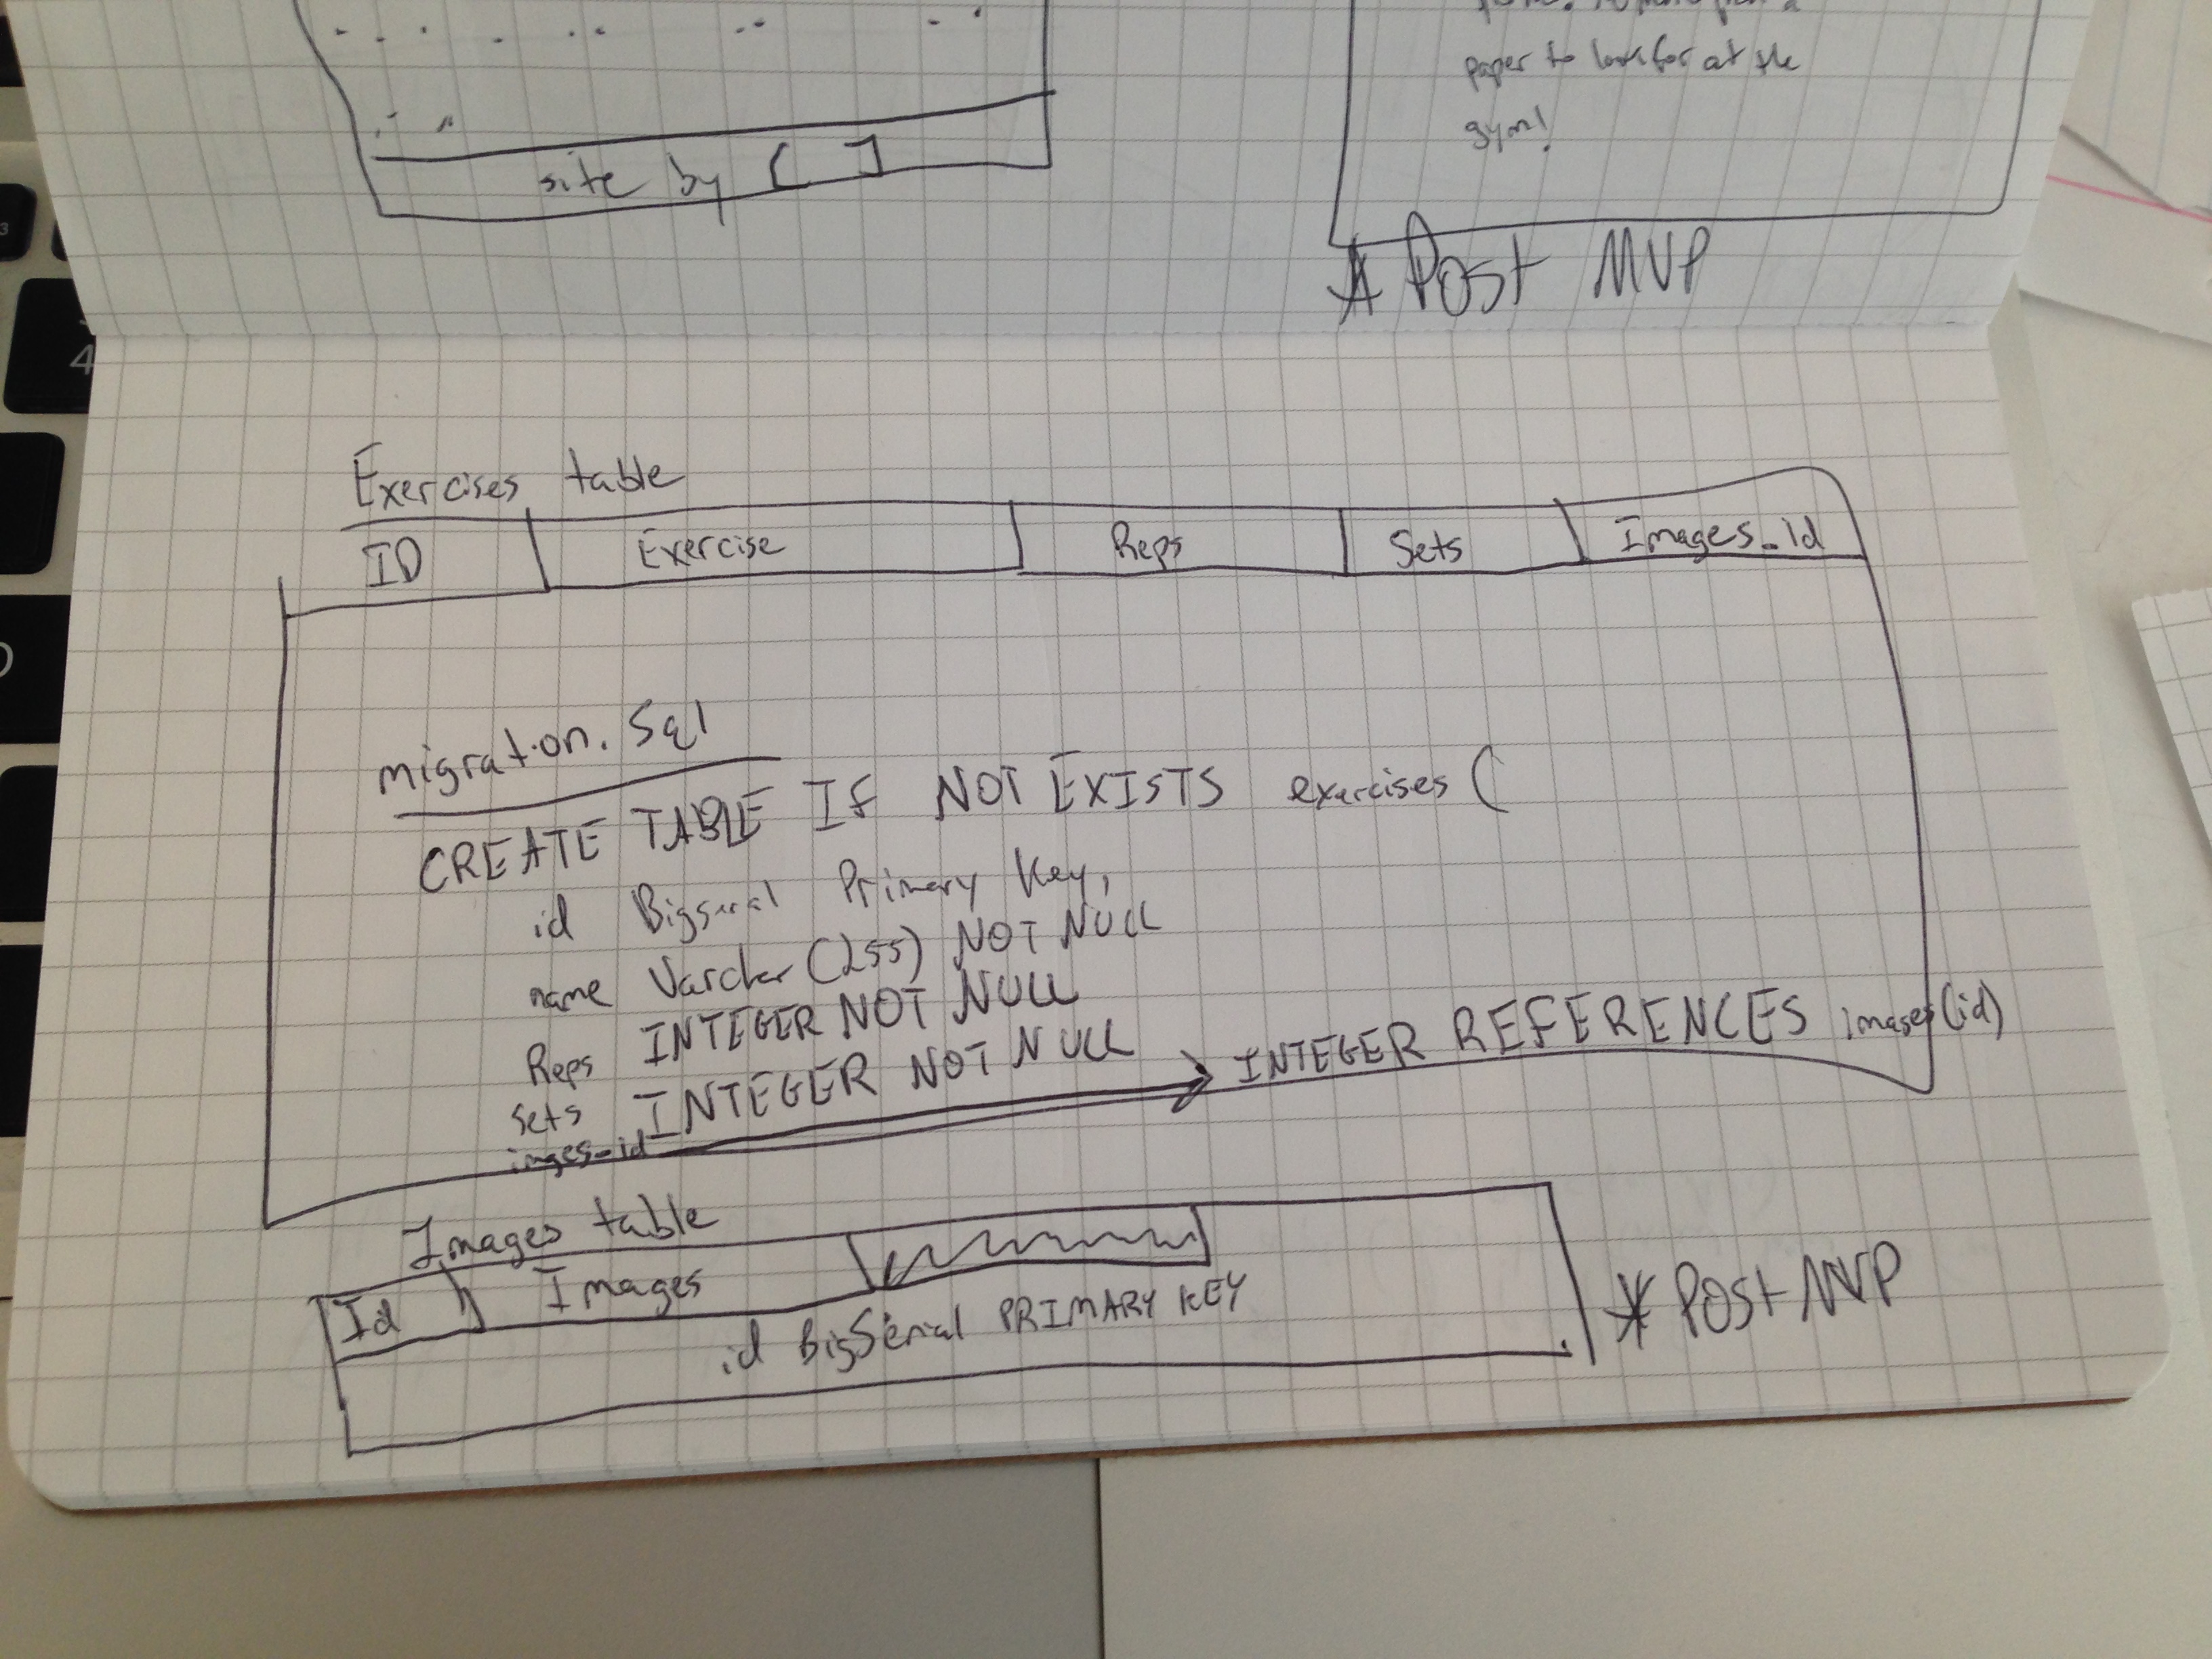 paper to look for at the
gym!
site by [ ]
* Post MVP
Exercises table
ID Exercise Reps Sets Images_id
migration.sql
CREATE TABLE IF NOT EXISTS exercises (
id Bigserial Primary Key,
name Varchar (255) NOT NULL
Reps INTEGER NOT NULL
Sets INTEGER NOT NULL
images_id INTEGER REFERENCES images(id)
Images table
Id Images
id BigSerial PRIMARY KEY
* Post MVP